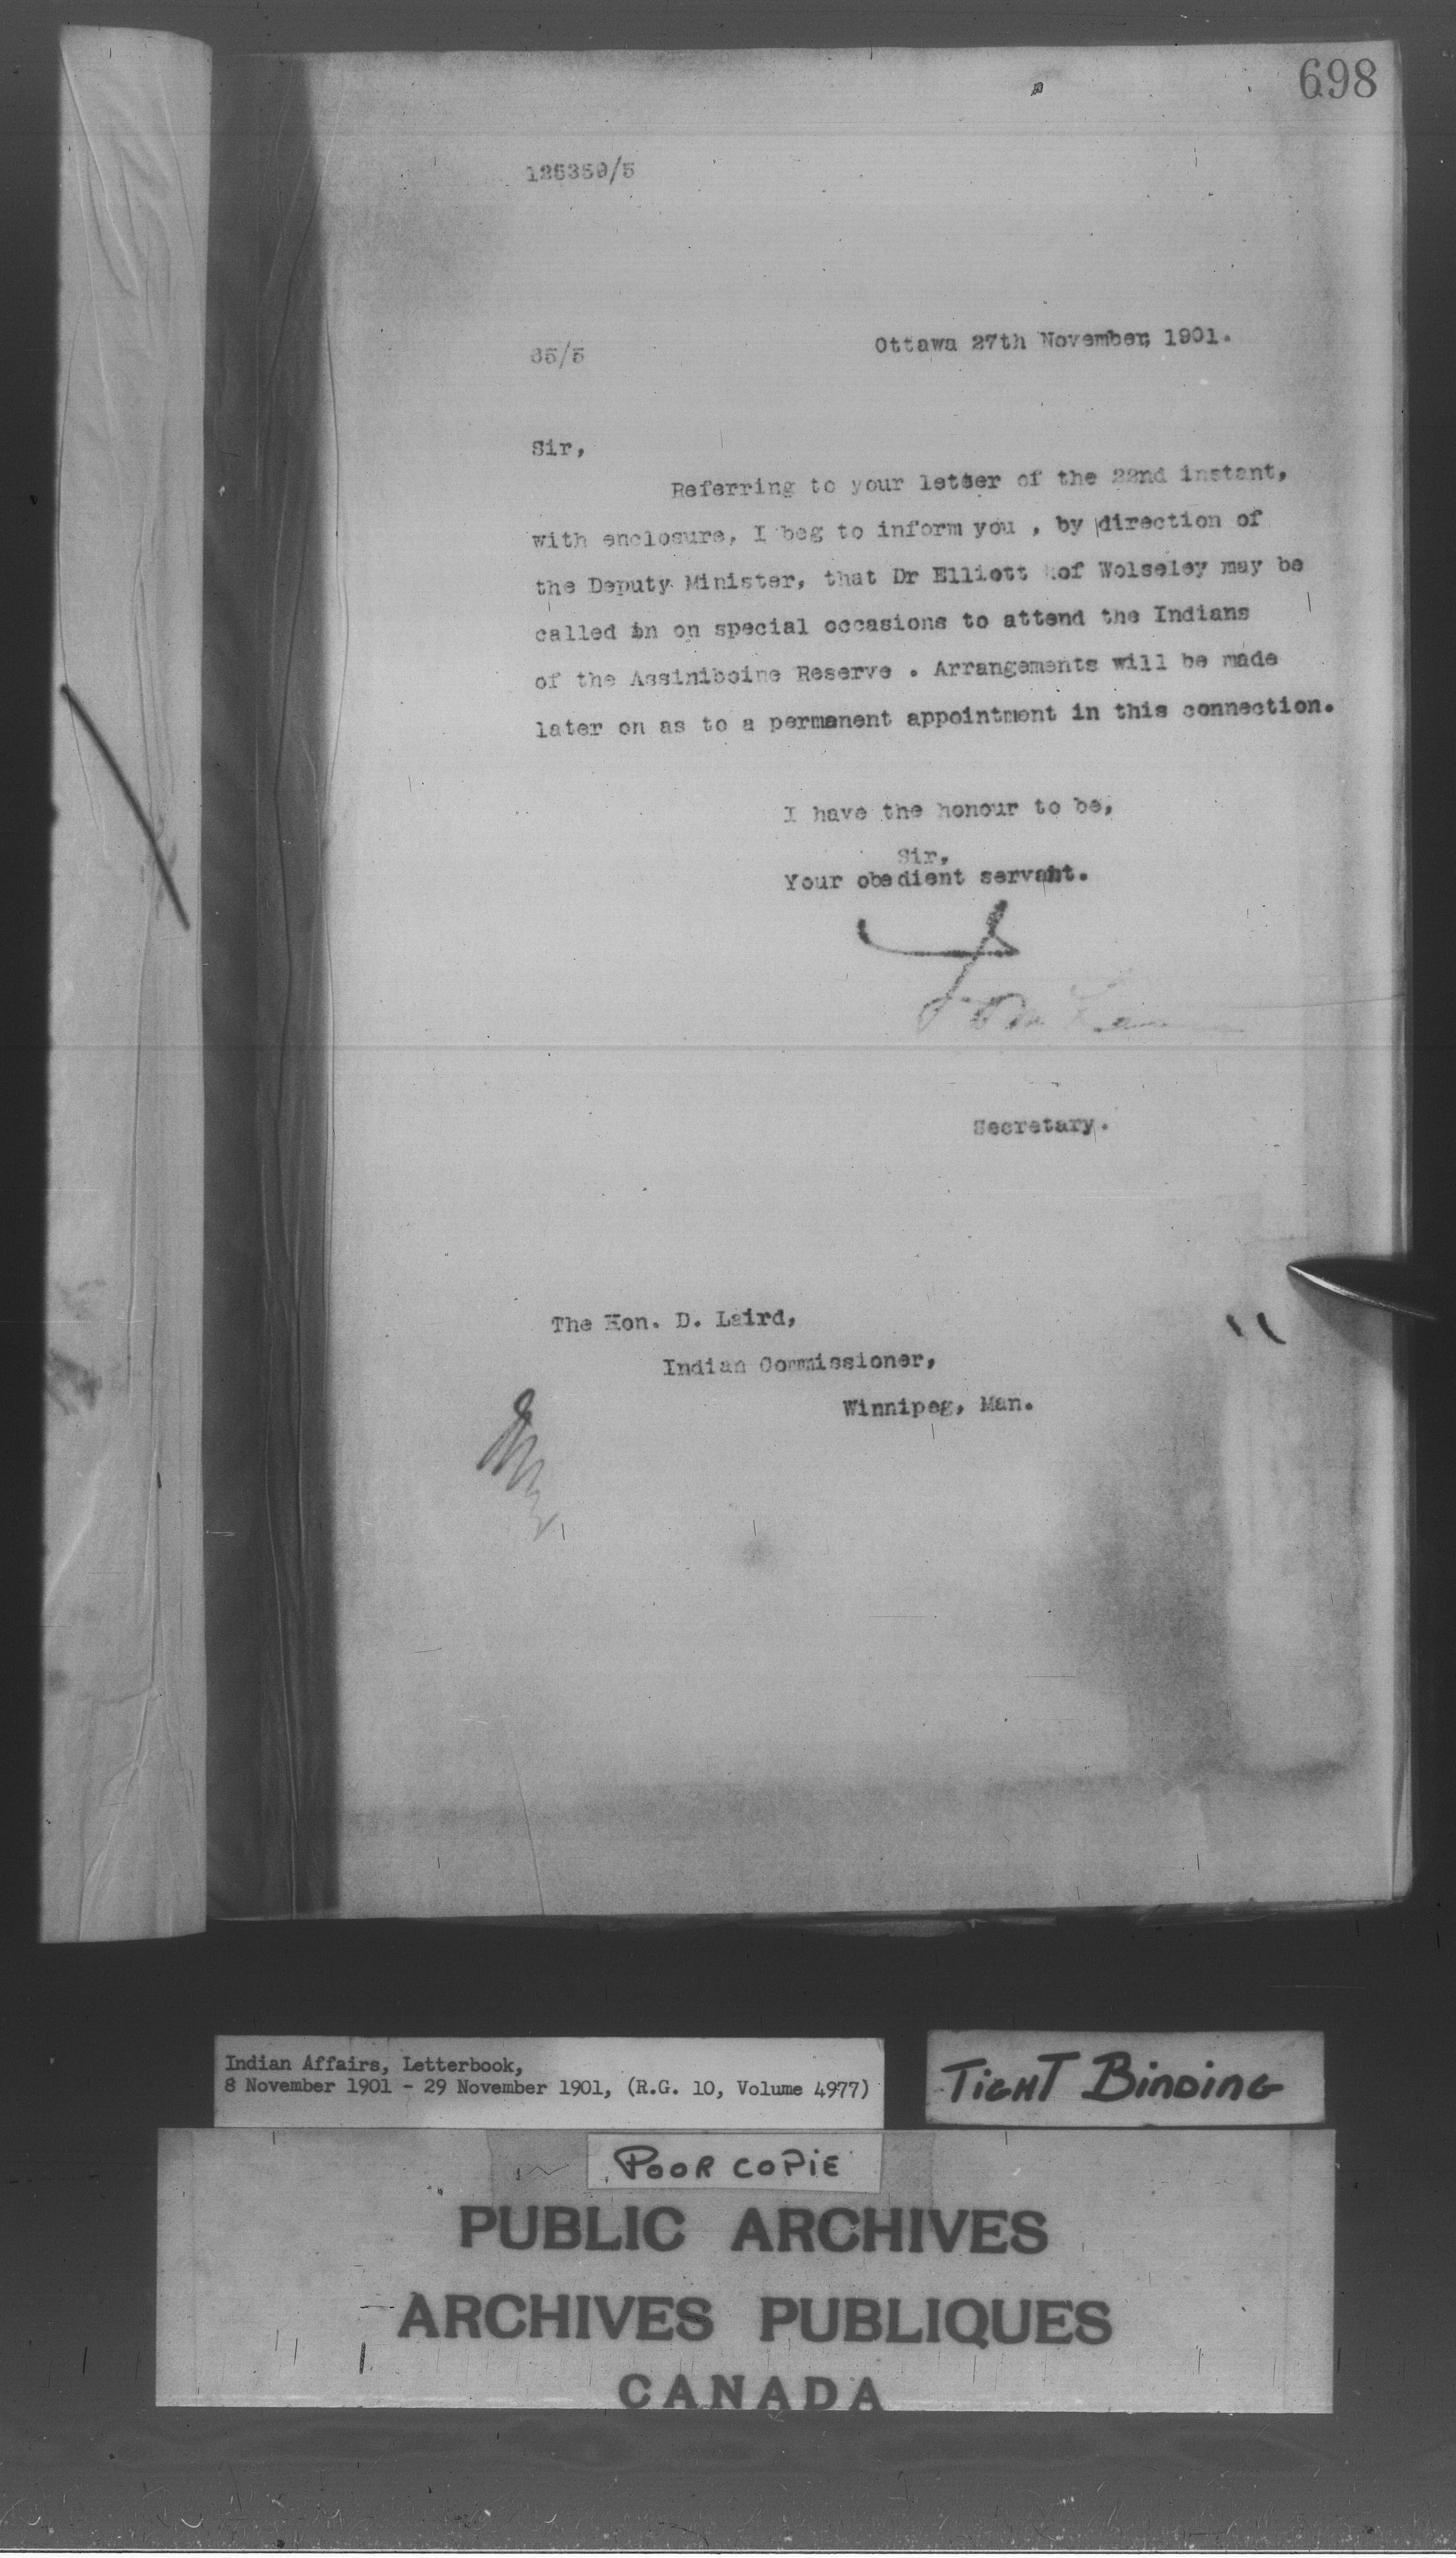 698
125359/5
Ottawa 27th November, 1901.
65/5
Sir,
Referring to your letter of the 22nd instant,
with enclosure, I beg to inform you , by direction of
the Deputy Minister, that Dr Elliott of Wolseley may be
called in on special occasions to attend the Indians
of the Assiniboine Reserve . Arrangements will be made
later on as to a permanent appointment in this connection.
I have the honour to be,
Sir,
Your obedient servant.
Secretary.
The Hon. D. Laird,
Indian Commissioner,
Winnipeg, Man.
Indian Affairs, Letterbook,
8 November 1901 - 29 November 1901, (R.G. 10, Volume 4977)
TIGHT BINDING
POOR COPIE
PUBLIC ARCHIVES
ARCHIVES PUBLIQUES
CANADA